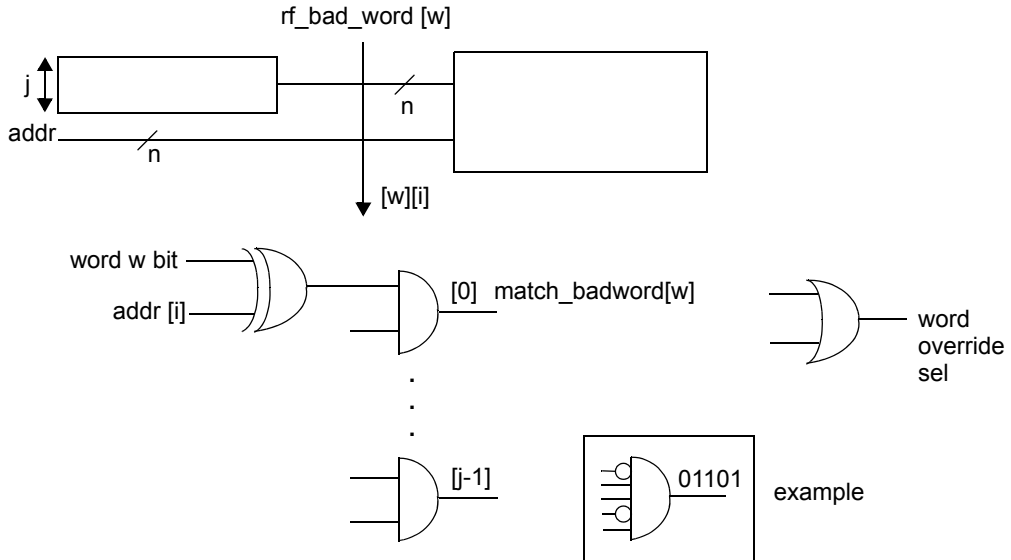 rf_bad_word [w]
j
n
addr
n
[w][i]
word w bit
addr [i]
[0] match_badword[w]
word
override
sel
[j-1]
01101
example